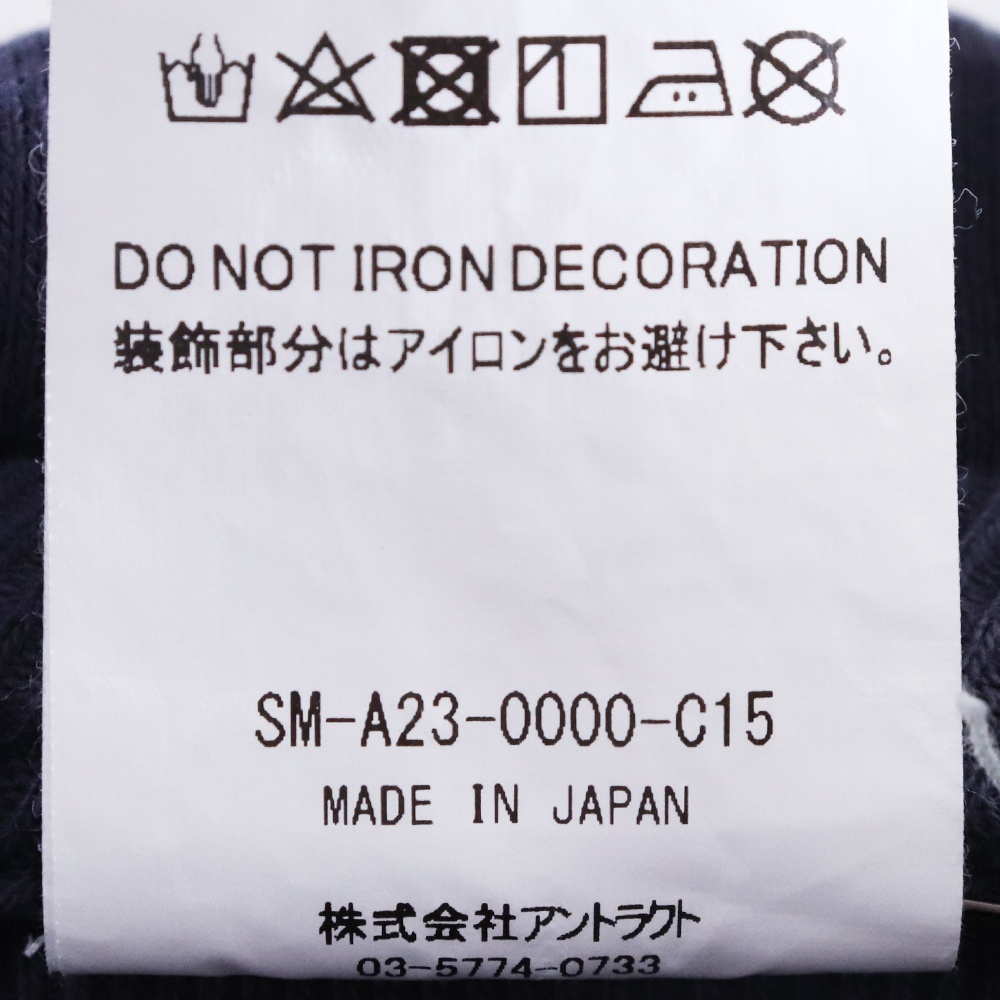 DO NOT IRON DECORATION
装飾部分はアイロンをお避け下さい。
SM-A23-0000-C15
MADE IN JAPAN
株式会社アントラクト
03-5774-0733